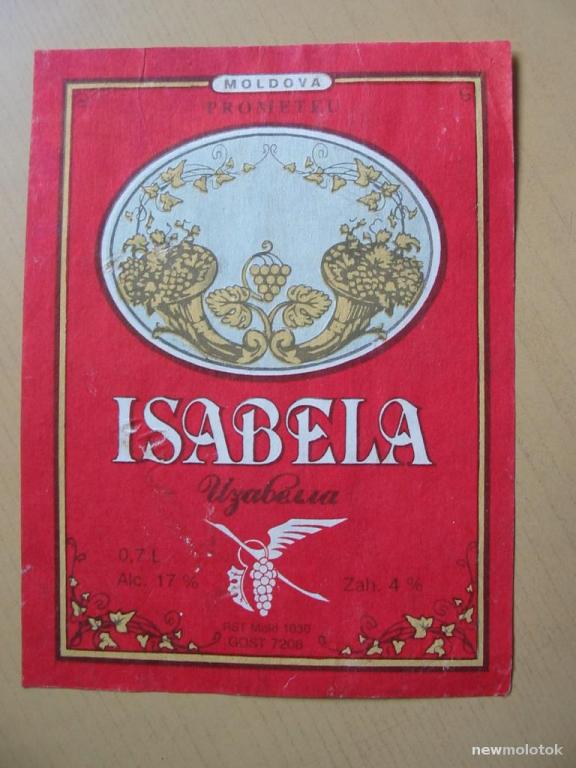 MOLDOVA
PROMETEU
ISABELA
Изабелла
0,7 L
Alc. 17 %
Zah. 4 %
RST Mold 1030
GOST 7208
newmolotok